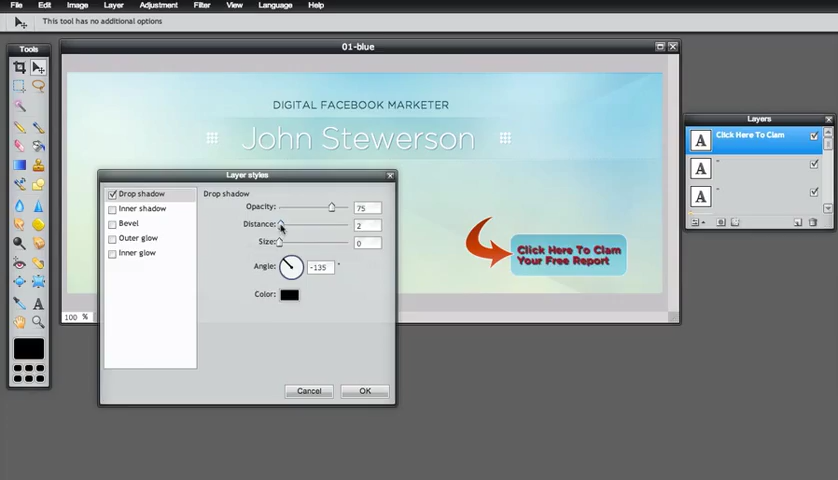 File Edit Image Layer Adjustment Filter View Language Help
This tool has no additional options
Tools
01-blue
DIGITAL FACEBOOK MARKETER
John Stewerson
Click Here To Clam
Your Free Report
100 %
Layers
Click Here To Clam
A
A
A
Layer styles
Drop shadow
Inner shadow
Bevel
Outer glow
Inner glow
Drop shadow
Opacity: 75
Distance: 2
Size: 0
Angle: -135 °
Color:
Cancel OK
A